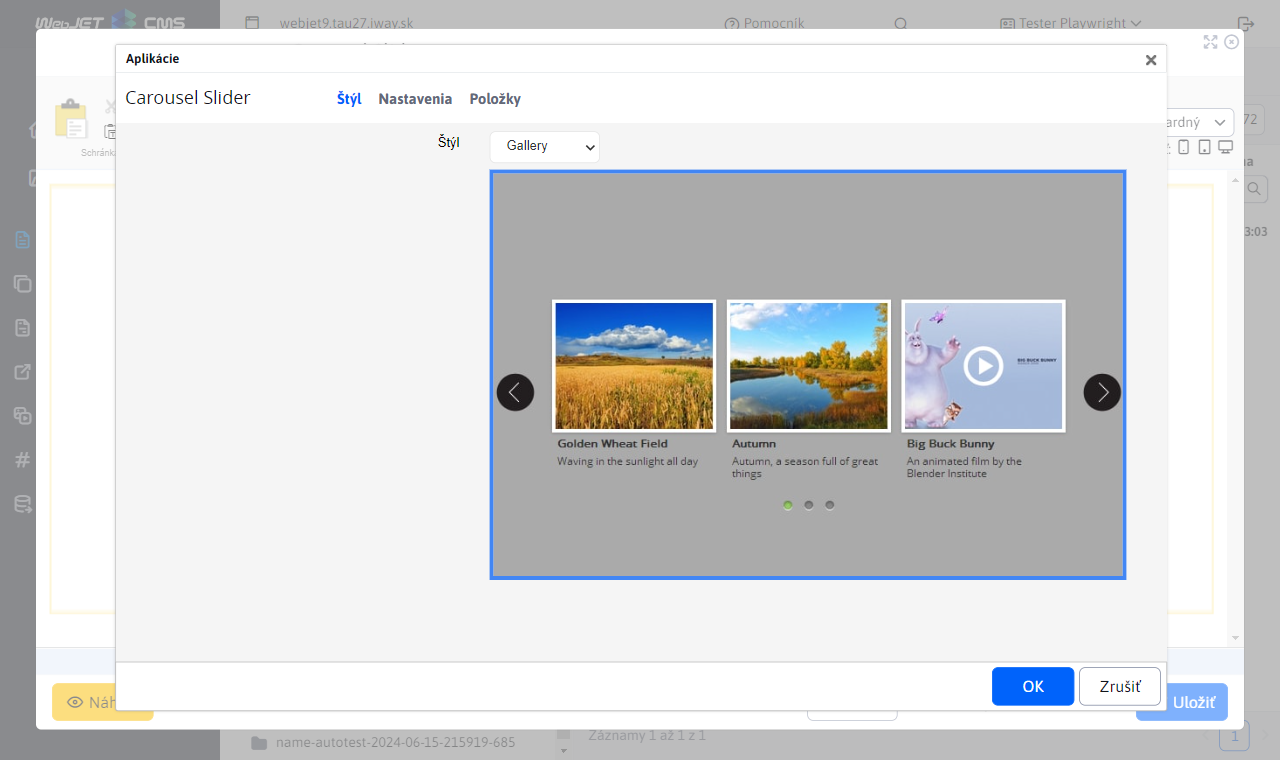 WebJET CMS
webjet9.tau27.iway.sk
Pomocník
Tester Playwright
Aplikácie
Carousel Slider
Štýl
Nastavenia
Položky
Schránka
ardný
72
Štýl
Gallery
3:03
Golden Wheat Field
Waving in the sunlight all day
Autumn
Autumn, a season full of great
things
Big Buck Bunny
An animated film by the
Blender Institute
BIG BUCK BUNNY
OK
Zrušiť
Náh
Uložiť
name-autotest-2024-06-15-215919-685
Záznamy 1 až 1 z 1
1